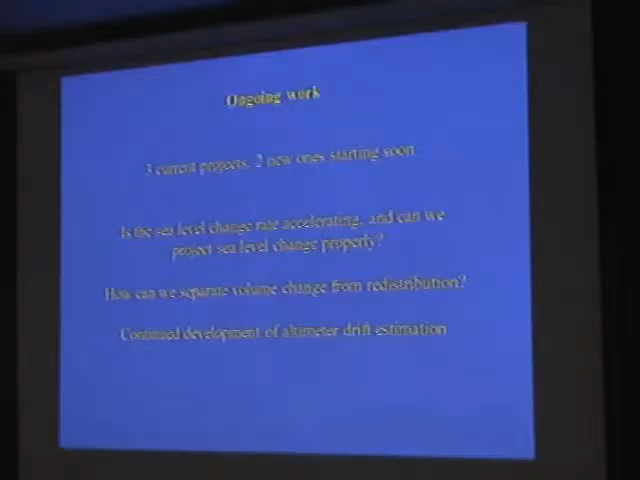 Ongoing work
3 current projects, 2 new ones starting soon
Is the sea level change rate accelerating, and can we
project sea level change properly?
How can we separate volume change from redistribution?
Continued development of altimeter drift estimation